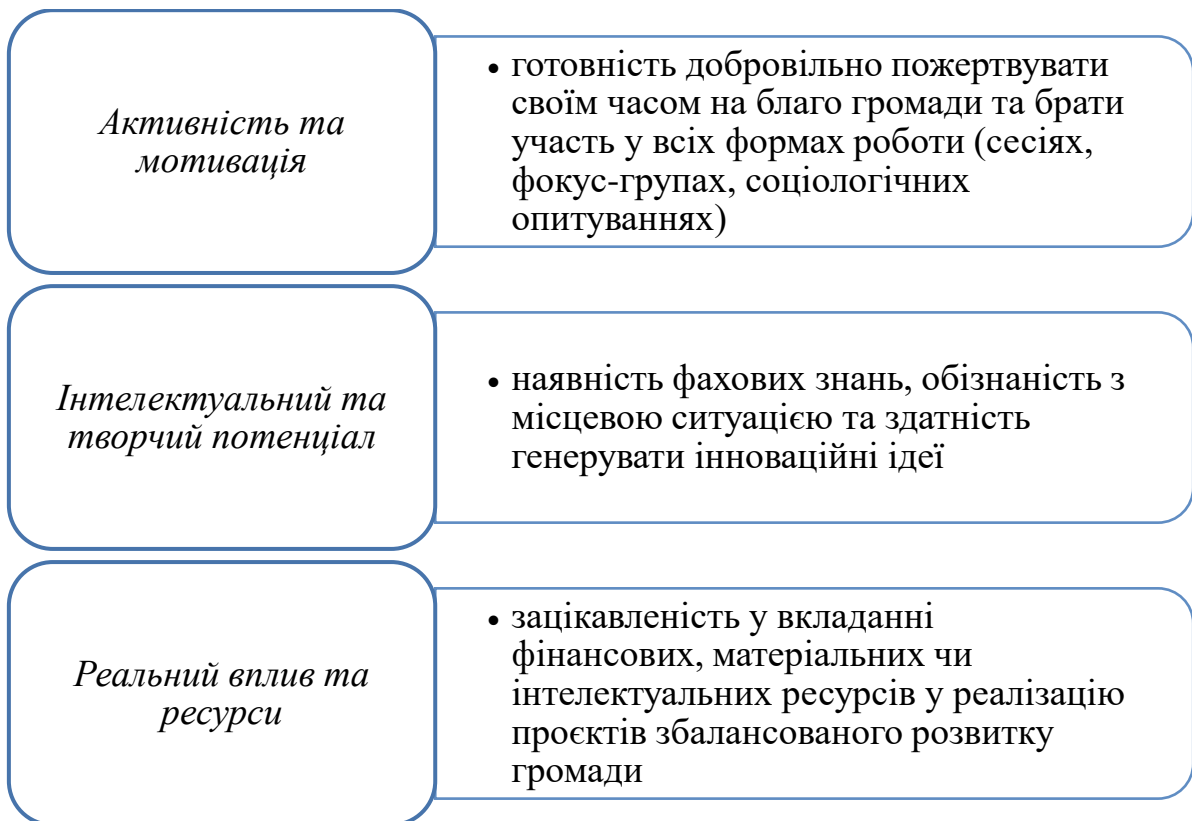 Активність та
мотивація
• готовність добровільно пожертвувати
своїм часом на благо громади та брати
участь у всіх формах роботи (сесіях,
фокус-групах, соціологічних
опитуваннях)
Інтелектуальний та
творчий потенціал
• наявність фахових знань, обізнаність з
місцевою ситуацією та здатність
генерувати інноваційні ідеї
Реальний вплив та
ресурси
• зацікавленість у вкладанні
фінансових, матеріальних чи
інтелектуальних ресурсів у реалізацію
проєктів збалансованого розвитку
громади